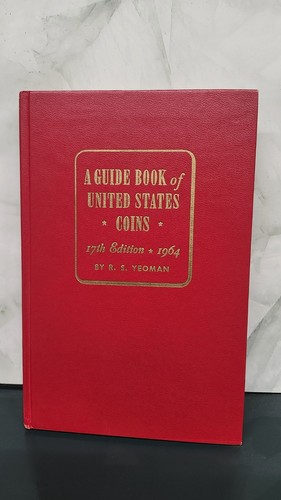 A GUIDE BOOK of
UNITED STATES
* COINS *
17th Edition * 1964
BY R. S. YEOMAN